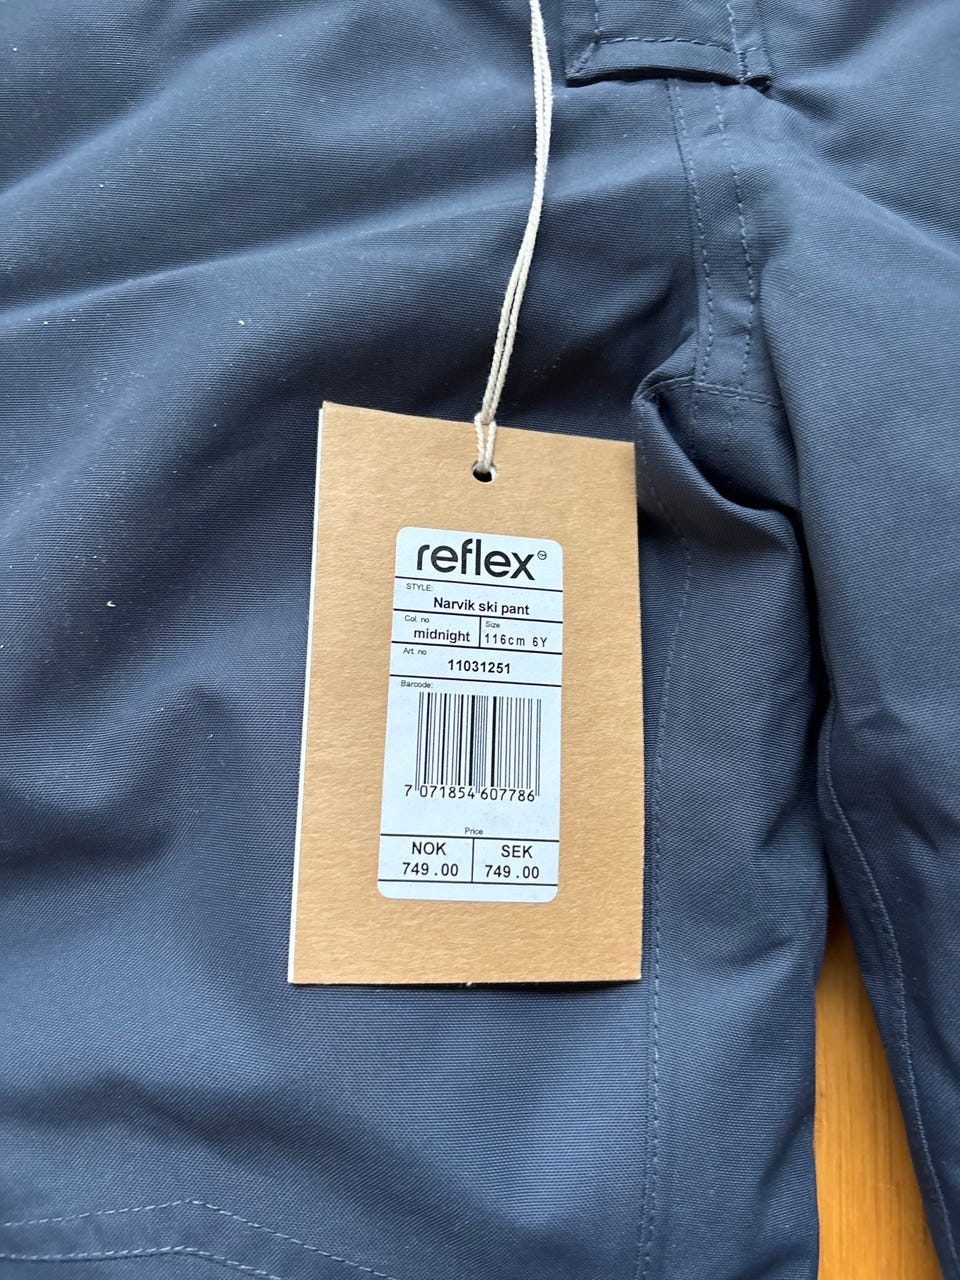 reflex™
STYLE:
Narvik ski pant
Col. no Size
midnight 116cm 6Y
Art. no
11031251
Barcode:
7 071854 607786
Price
NOK SEK
749.00 749.00